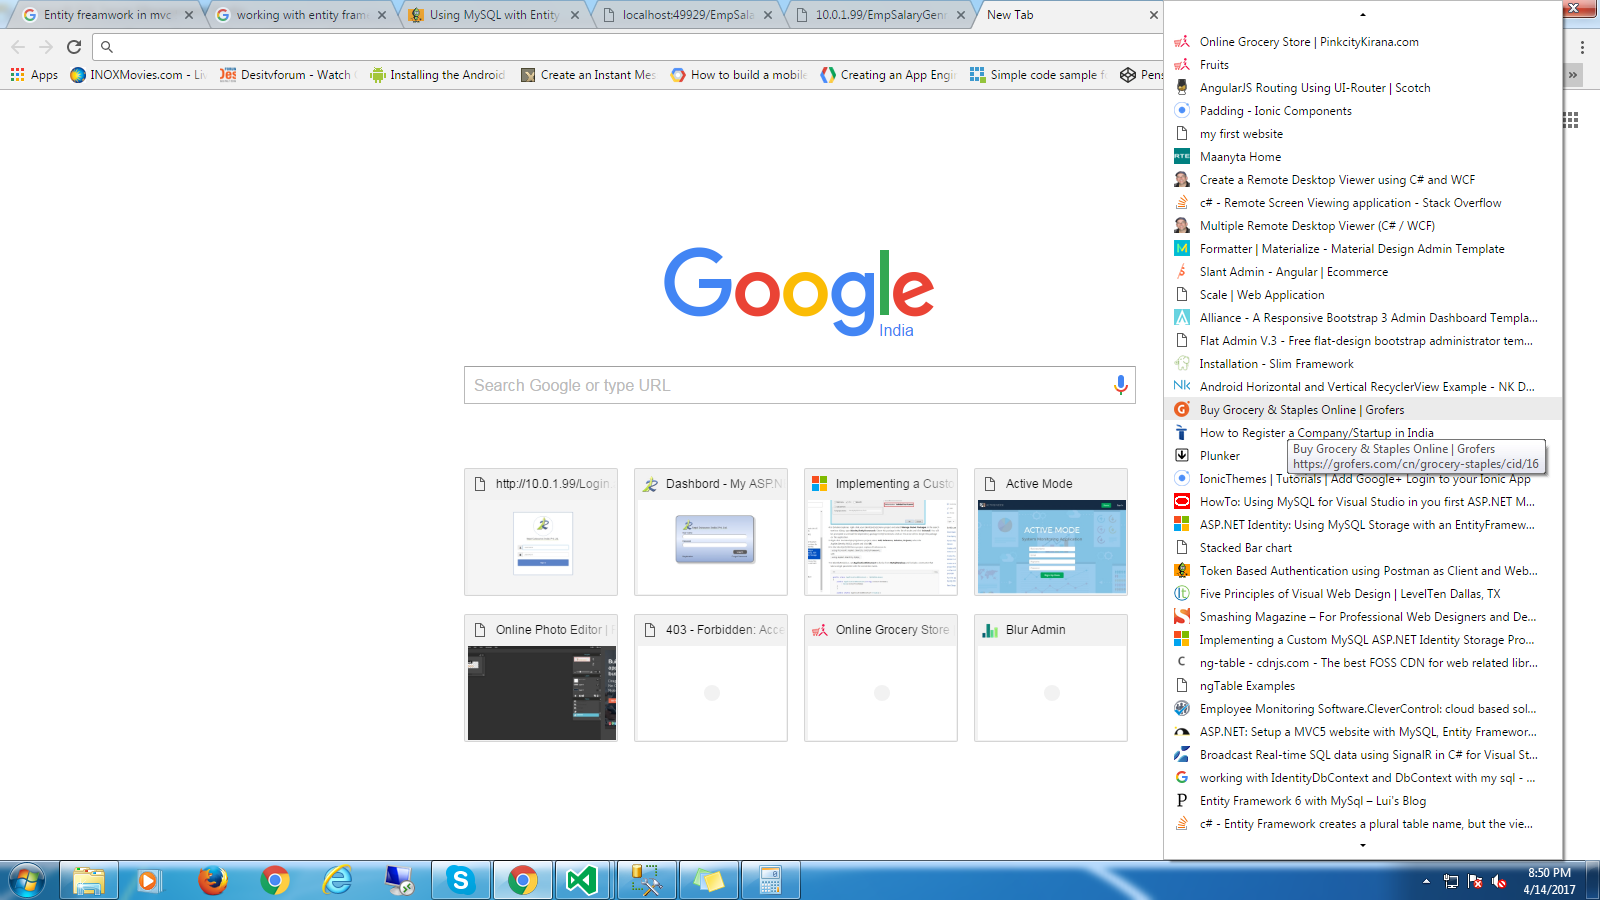 Entity freamwork in mvc
working with entity frame
Using MySQL with Entity
localhost:49929/EmpSala
10.0.1.99/EmpSalaryGenr
New Tab
Apps
INOXMovies.com - Liv
Desitvforum - Watch
Installing the Android
Create an Instant Mes
How to build a mobile
Creating an App Engi
Simple code sample f
Pens
Google
India
Search Google or type URL
http://10.0.1.99/Login.
Dashbord - My ASP.N
Implementing a Custo
Active Mode
ACTIVE MODE
Online Photo Editor |
403 - Forbidden: Acce
Online Grocery Store
Blur Admin
Online Grocery Store | PinkcityKirana.com
Fruits
AngularJS Routing Using UI-Router | Scotch
Padding - Ionic Components
my first website
RTE
Maanyta Home
Create a Remote Desktop Viewer using C# and WCF
c# - Remote Screen Viewing application - Stack Overflow
Multiple Remote Desktop Viewer (C# / WCF)
Formatter | Materialize - Material Design Admin Template
Slant Admin - Angular | Ecommerce
Scale | Web Application
Alliance - A Responsive Bootstrap 3 Admin Dashboard Templa...
Flat Admin V.3 - Free flat-design bootstrap administrator tem...
Installation - Slim Framework
Android Horizontal and Vertical RecyclerView Example - NK D...
Buy Grocery & Staples Online | Grofers
How to Register a Company/Startup in India
Buy Grocery & Staples Online | Grofers
https://grofers.com/cn/grocery-staples/cid/16
Plunker
IonicThemes | Tutorials | Add Google+ Login to your Ionic App
HowTo: Using MySQL for Visual Studio in you first ASP.NET M...
ASP.NET Identity: Using MySQL Storage with an EntityFramew...
Stacked Bar chart
Token Based Authentication using Postman as Client and Web...
Five Principles of Visual Web Design | LevelTen Dallas, TX
Smashing Magazine – For Professional Web Designers and De...
Implementing a Custom MySQL ASP.NET Identity Storage Pro...
ng-table - cdnjs.com - The best FOSS CDN for web related libr...
ngTable Examples
Employee Monitoring Software.CleverControl: cloud based sol...
ASP.NET: Setup a MVC5 website with MySQL, Entity Framewor...
Broadcast Real-time SQL data using SignalR in C# for Visual St...
working with IdentityDbContext and DbContext with my sql - ...
Entity Framework 6 with MySql – Lui's Blog
c# - Entity Framework creates a plural table name, but the vie...
8:50 PM
4/14/2017